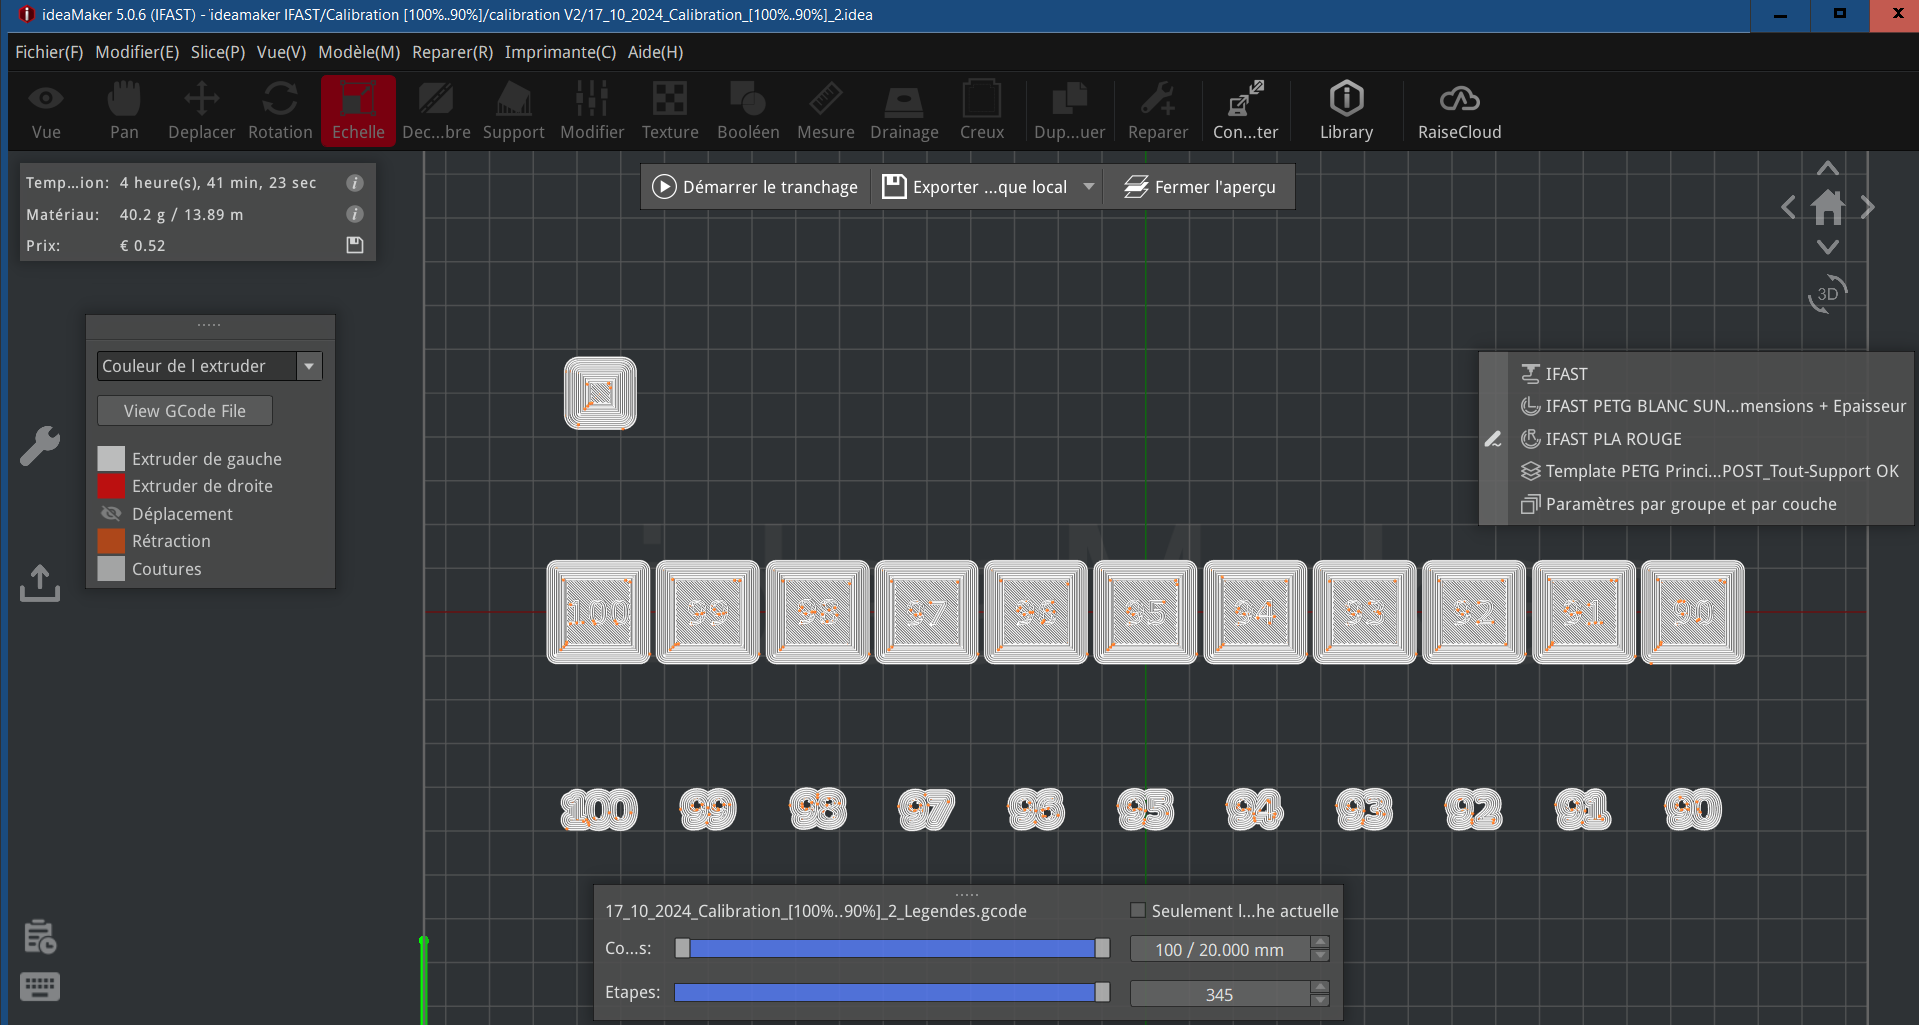 ideaMaker 5.0.6 (IFAST) - 'ideamaker IFAST/Calibration [100%..90%]/calibration V2/17_10_2024_Calibration_[100%..90%]_2.idea
Fichier(F) Modifier(E) Slice(P) Vue(V) Modèle(M) Reparer(R) Imprimante(C) Aide(H)
Vue Pan Deplacer Rotation Echelle Dec...bre Support Modifier Texture Booléen Mesure Drainage Creux Dup...uer Reparer Con...ter Library RaiseCloud
Temp...ion: 4 heure(s), 41 min, 23 sec
Matériau: 40.2 g / 13.89 m
Prix: € 0.52
Démarrer le tranchage Exporter ...que local Fermer l'aperçu
3D
Couleur de l extruder
View GCode File
Extruder de gauche
Extruder de droite
Déplacement
Rétraction
Coutures
IFAST
IFAST PETG BLANC SUN...mensions + Epaisseur
IFAST PLA ROUGE
Template PETG Princi...POST_Tout-Support OK
Paramètres par groupe et par couche
100 99 98 97 96 95 94 93 92 91 90
100 99 98 97 96 95 94 93 92 91 90
17_10_2024_Calibration_[100%..90%]_2_Legendes.gcode Seulement l...he actuelle
Co...s: 100 / 20.000 mm
Etapes: 345